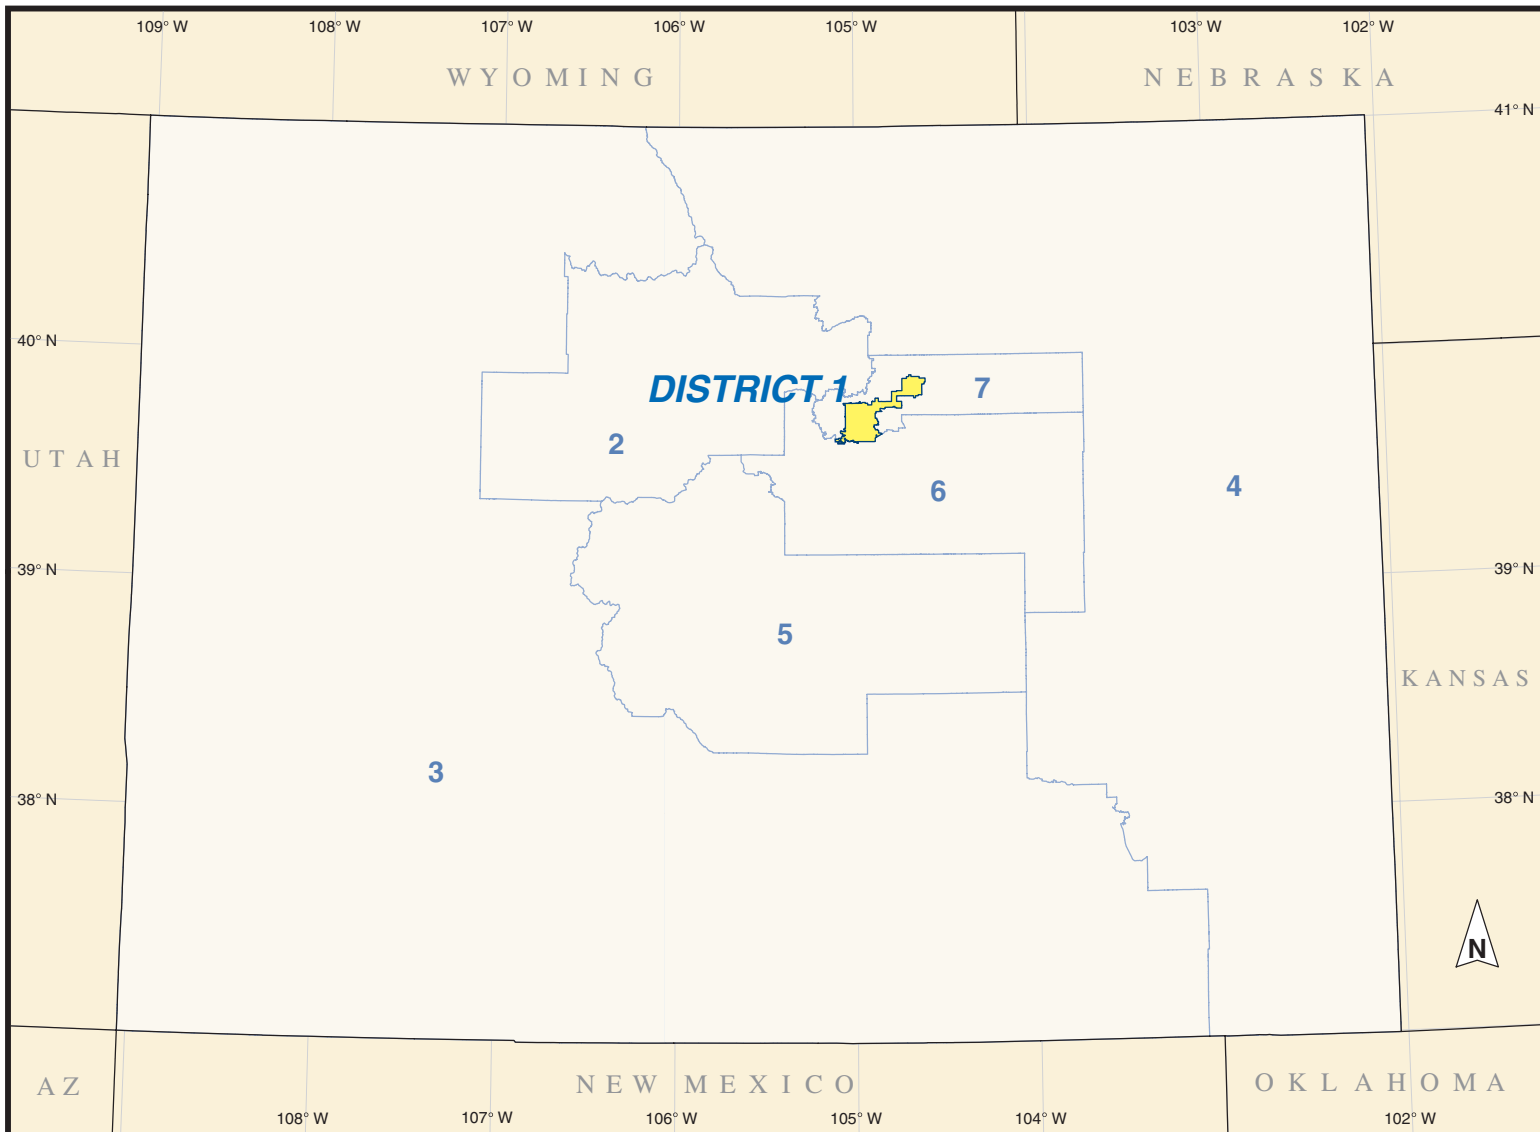 109° W 108° W 107° W 106° W 105° W 103° W 102° W
WYOMING NEBRASKA
41° N
40° N
DISTRICT 1 7
2
UTAH
6 4
39° N 39° N
5
KANSAS
3
38° N 38° N
N
AZ NEW MEXICO OKLAHOMA
108° W 107° W 106° W 105° W 104° W 102° W